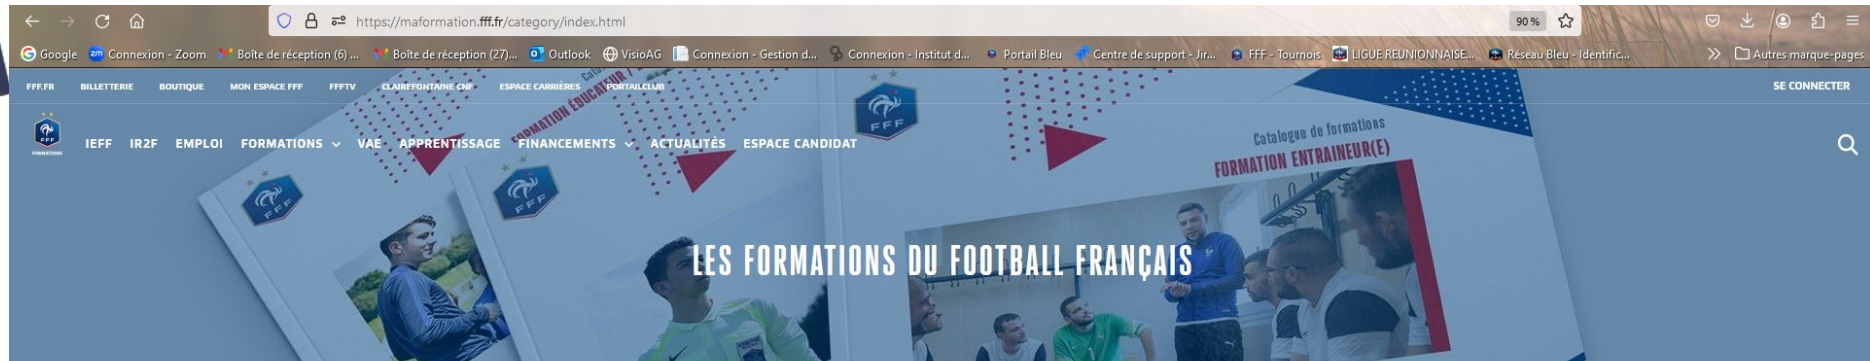 https://maformation.fff.fr/category/index.html 90 %
Google Connexion - Zoom Boîte de réception (6) ... Boîte de réception (27)... Outlook VisioAG Connexion - Gestion d... Connexion - Institut d... Portail Bleu Centre de support - Jir... FFF - Tournois LIGUE REUNIONNAISE... Réseau Bleu - Identific... Autres marque-pages
FFF.FR BILLETTERIE BOUTIQUE MON ESPACE FFF FFFTV CLAIREFONTAINE CNF ESPACE CARRIÈRES PORTAILCLUB SE CONNECTER
FFF
FORMATIONS
IEFF IR2F EMPLOI FORMATIONS VAE APPRENTISSAGE FINANCEMENTS ACTUALITÉS ESPACE CANDIDAT
FORMATION ÉDUCATEUR
FFF
FFF
FFF
Catalogue de formations
FORMATION ENTRAINEUR(E)
LES FORMATIONS DU FOOTBALL FRANÇAIS